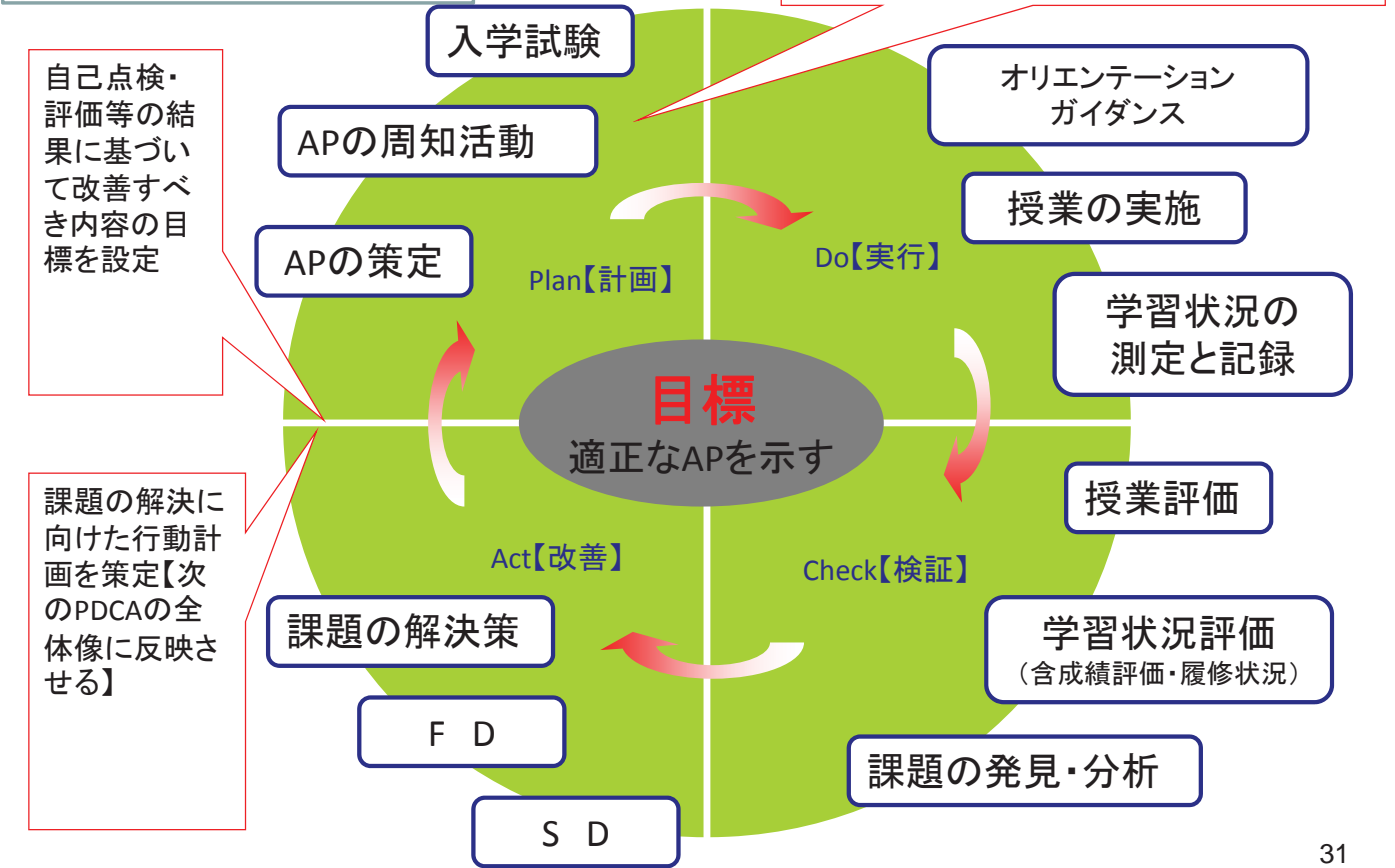 入学試験
自己点検・
評価等の結
果に基づい
て改善すべ
き内容の目
標を設定
APの周知活動
APの策定
Plan【計画】
オリエンテーション
ガイダンス
授業の実施
Do【実行】
学習状況の
測定と記録
目標
適正なAPを示す
課題の解決に
向けた行動計
画を策定【次
のPDCAの全
体像に反映さ
せる】
Act【改善】
課題の解決策
F D
S D
授業評価
Check【検証】
学習状況評価
（含成績評価・履修状況）
課題の発見・分析
31